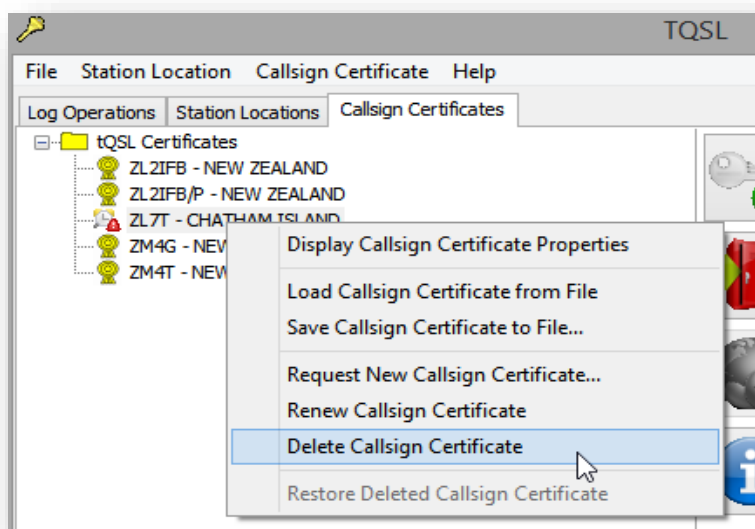 TQSL
File Station Location Callsign Certificate Help
Log Operations Station Locations Callsign Certificates
tQSL Certificates
ZL2IFB - NEW ZEALAND
ZL2IFB/P - NEW ZEALAND
ZL7T - CHATHAM ISLAND
ZM4G - NEW
ZM4T - NEW
Display Callsign Certificate Properties
Load Callsign Certificate from File
Save Callsign Certificate to File...
Request New Callsign Certificate...
Renew Callsign Certificate
Delete Callsign Certificate
Restore Deleted Callsign Certificate